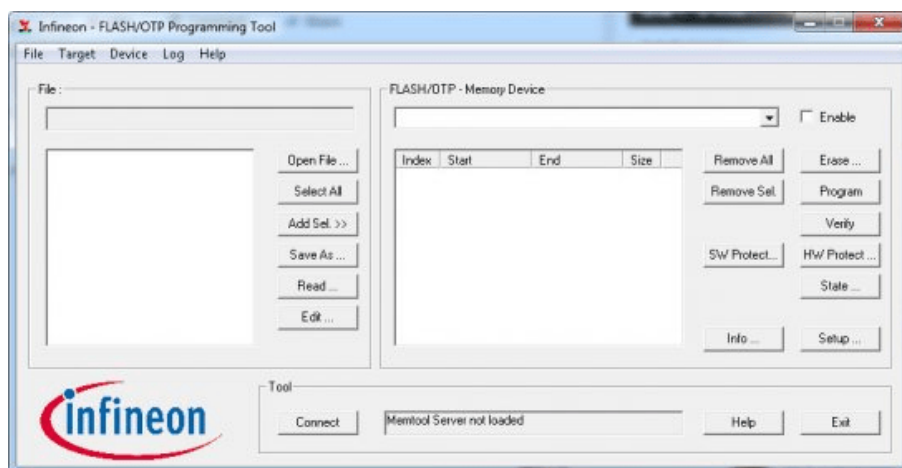 Infineon - FLASH/OTP Programming Tool
File Target Device Log Help
File :
Open File ...
Select All
Add Sel. >>
Save As ...
Read ...
Edit ...
FLASH/OTP - Memory Device
Enable
Index Start End Size
Remove All
Erase ...
Remove Sel.
Program
Verify
SW Protect...
HW Protect ...
State ...
Info ...
Setup ...
infineon
Tool
Connect
Memtool Server not loaded
Help
Exit